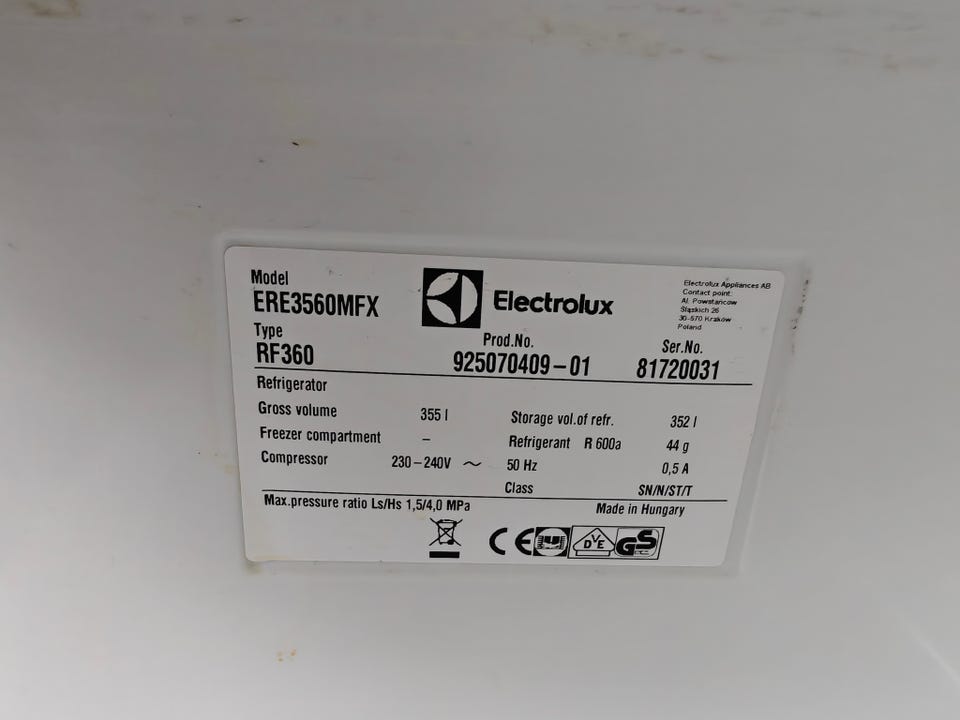 Model
ERE3560MFX
Electrolux
Electrolux Appliances AB
Contact point:
Al. Powstańców
Śląskich 26
30-570 Kraków
Poland
Type
RF360
Prod.No.
925070409-01
Ser.No.
81720031
Refrigerator
Gross volume 355 l
Storage vol.of refr. 352 l
Freezer compartment –
Refrigerant R 600a 44 g
Compressor 230-240V ~ 50 Hz 0,5 A
Class SN/N/ST/T
Max.pressure ratio Ls/Hs 1,5/4,0 MPa
Made in Hungary
CE
DVE
GS